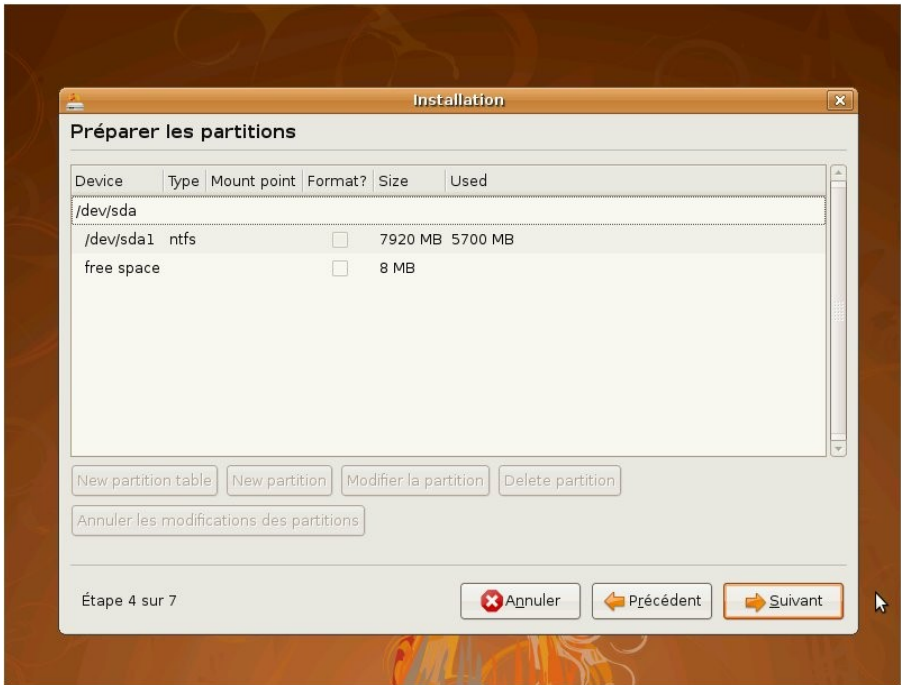 Installation
Préparer les partitions
Device Type Mount point Format? Size Used
/dev/sda
/dev/sda1 ntfs 7920 MB 5700 MB
free space 8 MB
New partition table New partition Modifier la partition Delete partition
Annuler les modifications des partitions
Étape 4 sur 7 Annuler Précédent Suivant